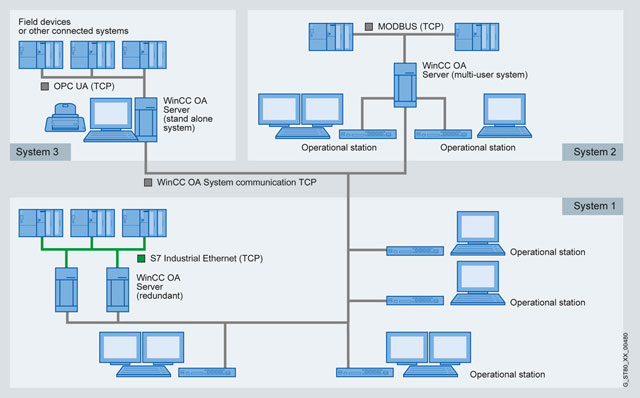 Field devices
or other connected systems
OPC UA (TCP)
WinCC OA
Server
(stand alone
system)
System 3
MODBUS (TCP)
WinCC OA
Server (multi-user system)
Operational station
Operational station
System 2
WinCC OA System communication TCP
System 1
S7 Industrial Ethernet (TCP)
WinCC OA
Server
(redundant)
Operational station
Operational station
Operational station
G_ST80_XX_00480